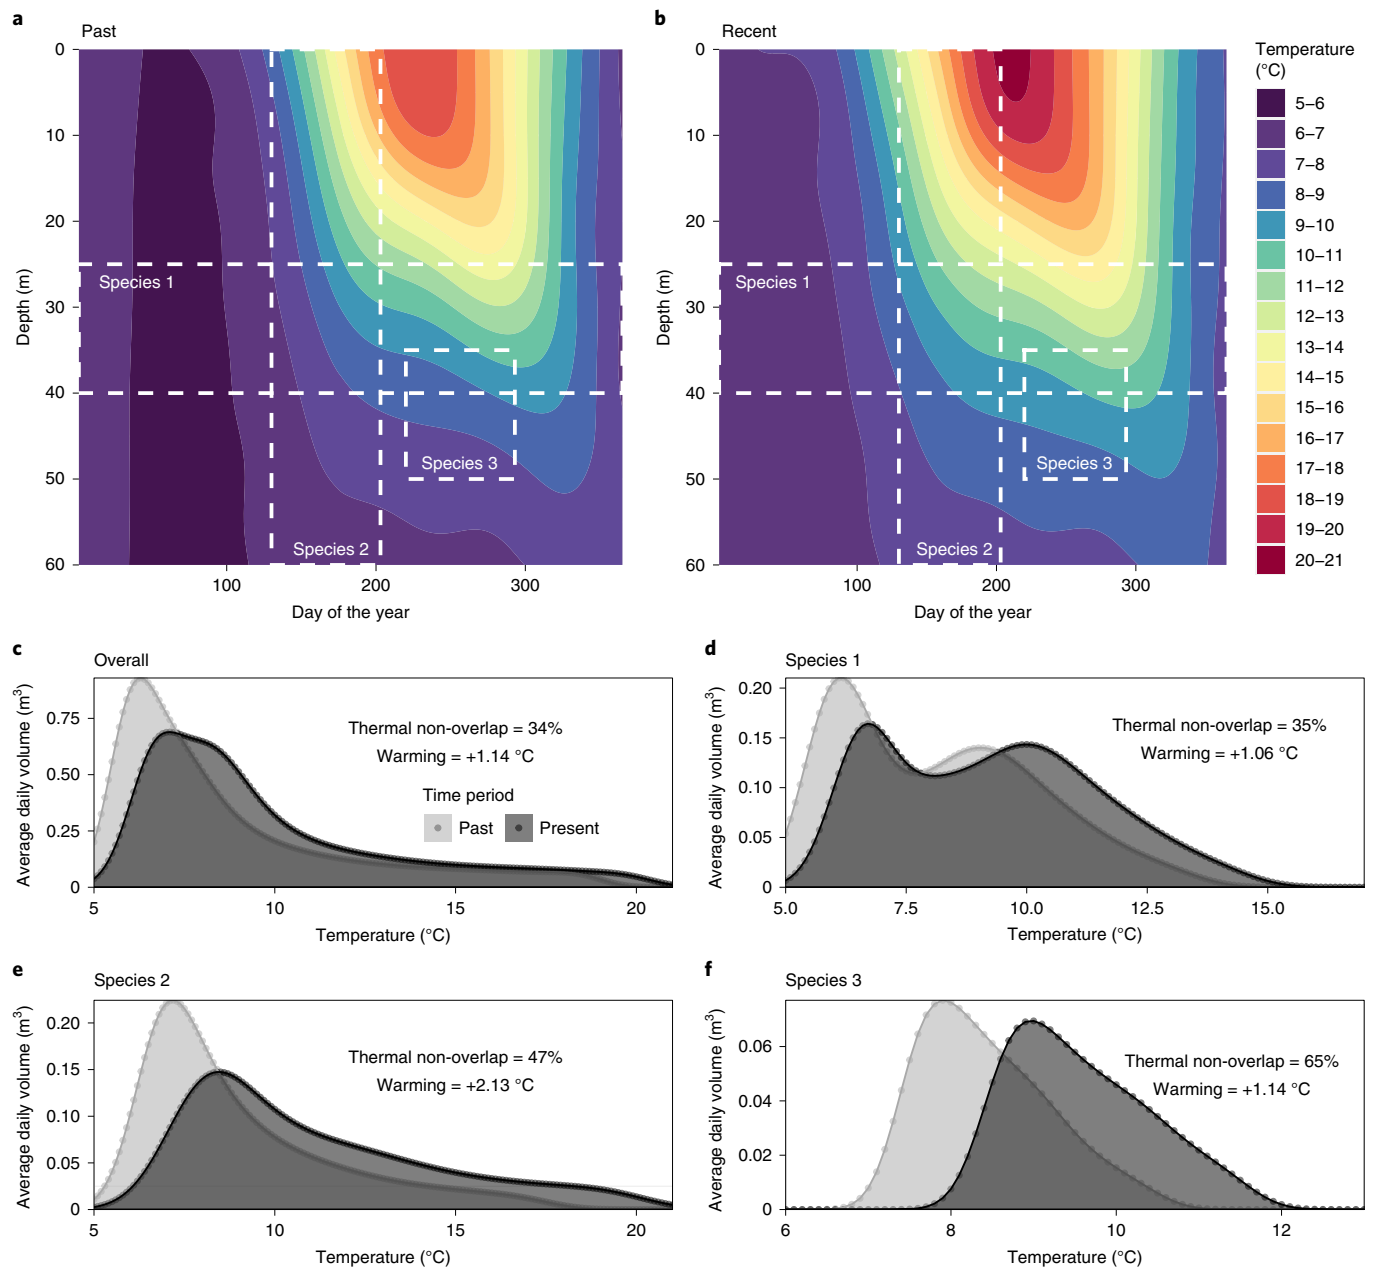 a
Past
0
10
20
30
40
50
60
Depth (m)
Species 1
Species 3
Species 2
100
200
300
Day of the year
b
Recent
0
10
20
30
40
50
60
Depth (m)
Species 1
Species 3
Species 2
100
200
300
Day of the year
Temperature
(°C)
5–6
6–7
7–8
8–9
9–10
10–11
11–12
12–13
13–14
14–15
15–16
16–17
17–18
18–19
19–20
20–21
c
Overall
Average daily volume (m³)
0.75
0.50
0.25
0
Thermal non-overlap = 34%
Warming = +1.14 °C
Time period
Past
Present
5
10
15
20
Temperature (°C)
d
Species 1
Average daily volume (m³)
0.20
0.15
0.10
0.05
0
Thermal non-overlap = 35%
Warming = +1.06 °C
5.0
7.5
10.0
12.5
15.0
Temperature (°C)
e
Species 2
Average daily volume (m³)
0.20
0.15
0.10
0.05
0
Thermal non-overlap = 47%
Warming = +2.13 °C
5
10
15
20
Temperature (°C)
f
Species 3
Average daily volume (m³)
0.06
0.04
0.02
0
Thermal non-overlap = 65%
Warming = +1.14 °C
6
8
10
12
Temperature (°C)